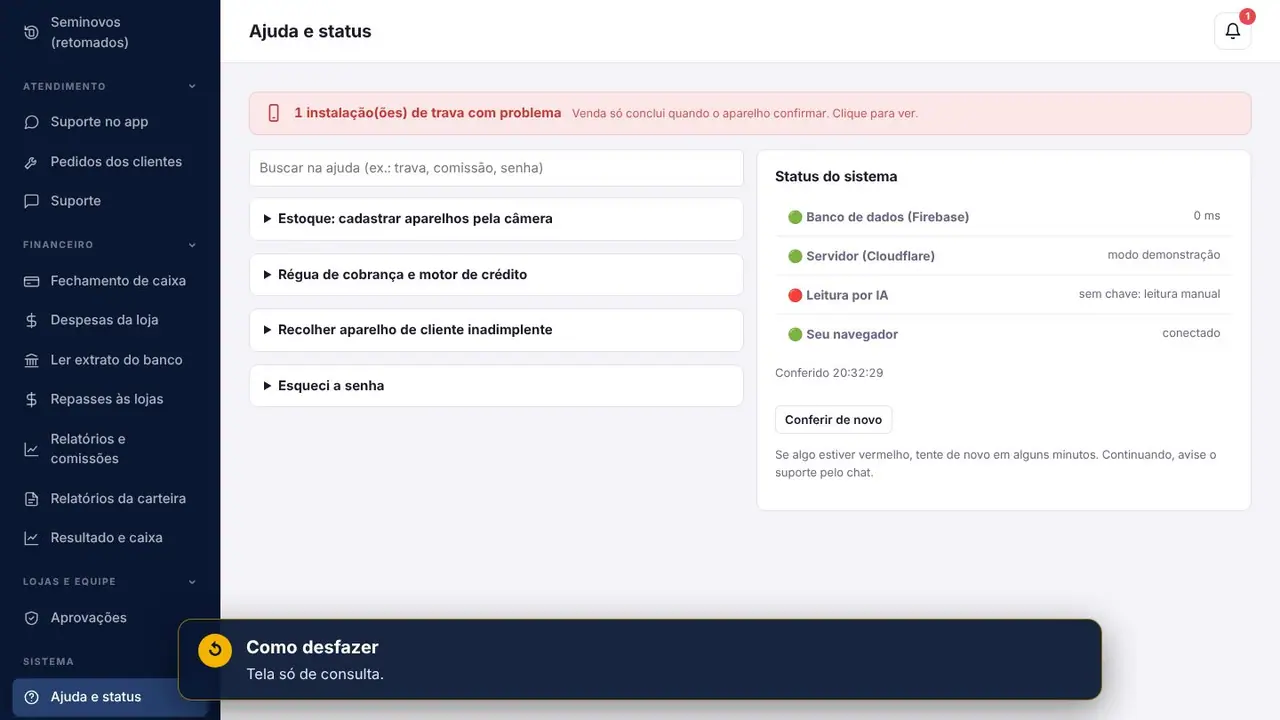 Seminovos
(retomados)
ATENDIMENTO
Suporte no app
Pedidos dos clientes
Suporte
FINANCEIRO
Fechamento de caixa
Despesas da loja
Ler extrato do banco
Repasses às lojas
Relatórios e
comissões
Relatórios da carteira
Resultado e caixa
LOJAS E EQUIPE
Aprovações
SISTEMA
Ajuda e status
Ajuda e status
1
1 instalação(ões) de trava com problema Venda só conclui quando o aparelho confirmar. Clique para ver.
Buscar na ajuda (ex.: trava, comissão, senha)
Estoque: cadastrar aparelhos pela câmera
Régua de cobrança e motor de crédito
Recolher aparelho de cliente inadimplente
Esqueci a senha
Status do sistema
Banco de dados (Firebase) 0 ms
Servidor (Cloudflare) modo demonstração
Leitura por IA sem chave: leitura manual
Seu navegador conectado
Conferido 20:32:29
Conferir de novo
Se algo estiver vermelho, tente de novo em alguns minutos. Continuando, avise o
suporte pelo chat.
Como desfazer
Tela só de consulta.